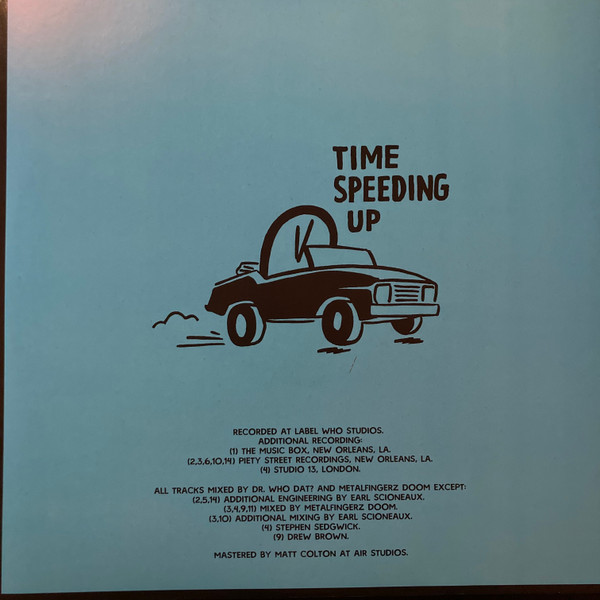 TIME
SPEEDING
UP
RECORDED AT LABEL WHO STUDIOS.
ADDITIONAL RECORDING:
(1) THE MUSIC BOX, NEW ORLEANS, LA.
(2,3,6,10,14) PIETY STREET RECORDINGS, NEW ORLEANS, LA.
(4) STUDIO 13, LONDON.
ALL TRACKS MIXED BY DR. WHO DAT? AND METALFINGERZ DOOM EXCEPT:
(2,5,14) ADDITIONAL ENGINEERING BY EARL SCIONEAUX.
(3,4,9,11) MIXED BY METALFINGERZ DOOM.
(3,10) ADDITIONAL MIXING BY EARL SCIONEAUX.
(4) STEPHEN SEDGWICK.
(9) DREW BROWN.
MASTERED BY MATT COLTON AT AIR STUDIOS.